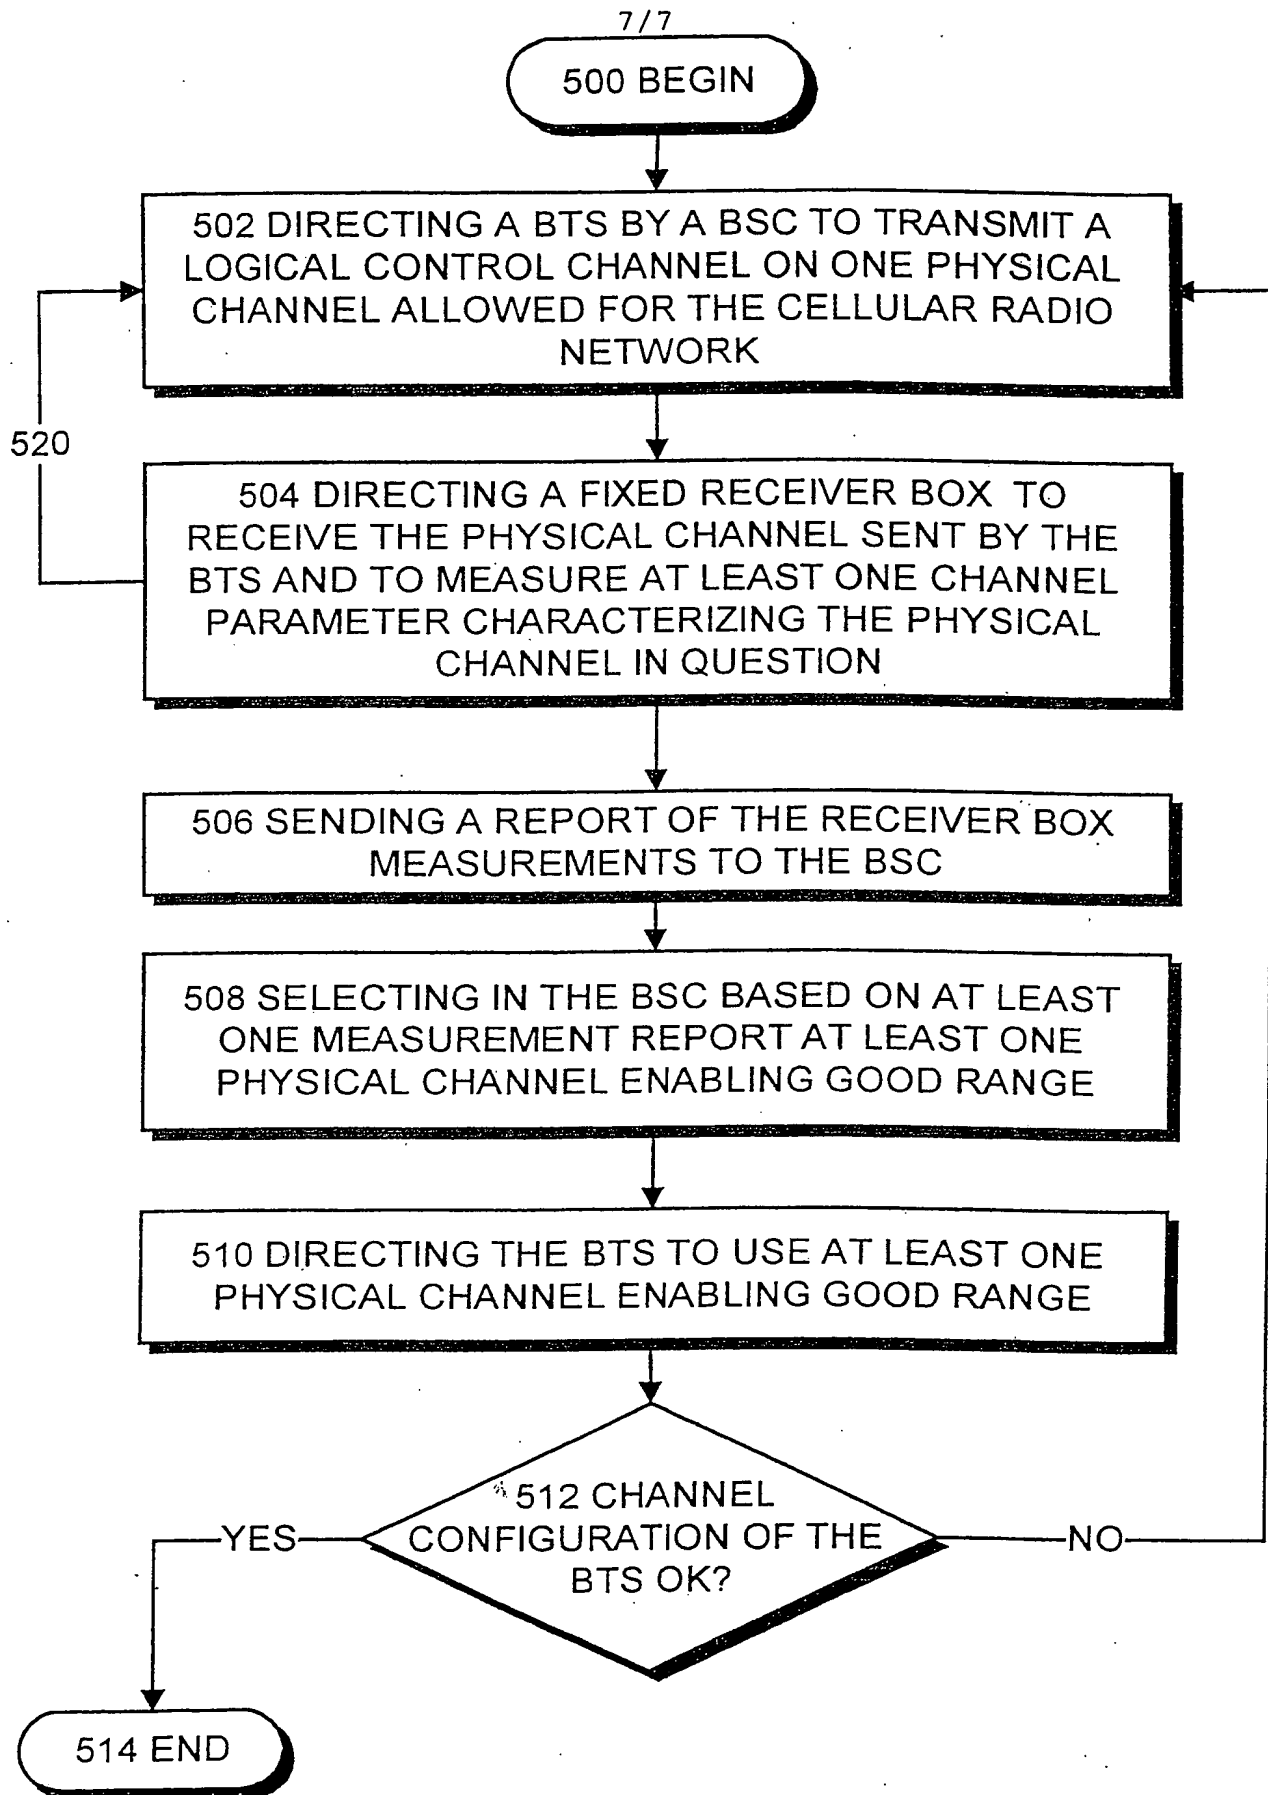 7/7
500 BEGIN
502 DIRECTING A BTS BY A BSC TO TRANSMIT A
LOGICAL CONTROL CHANNEL ON ONE PHYSICAL
CHANNEL ALLOWED FOR THE CELLULAR RADIO
NETWORK
520
504 DIRECTING A FIXED RECEIVER BOX TO
RECEIVE THE PHYSICAL CHANNEL SENT BY THE
BTS AND TO MEASURE AT LEAST ONE CHANNEL
PARAMETER CHARACTERIZING THE PHYSICAL
CHANNEL IN QUESTION
506 SENDING A REPORT OF THE RECEIVER BOX
MEASUREMENTS TO THE BSC
508 SELECTING IN THE BSC BASED ON AT LEAST
ONE MEASUREMENT REPORT AT LEAST ONE
PHYSICAL CHANNEL ENABLING GOOD RANGE
510 DIRECTING THE BTS TO USE AT LEAST ONE
PHYSICAL CHANNEL ENABLING GOOD RANGE
512 CHANNEL
CONFIGURATION OF THE
BTS OK?
YES
NO
514 END